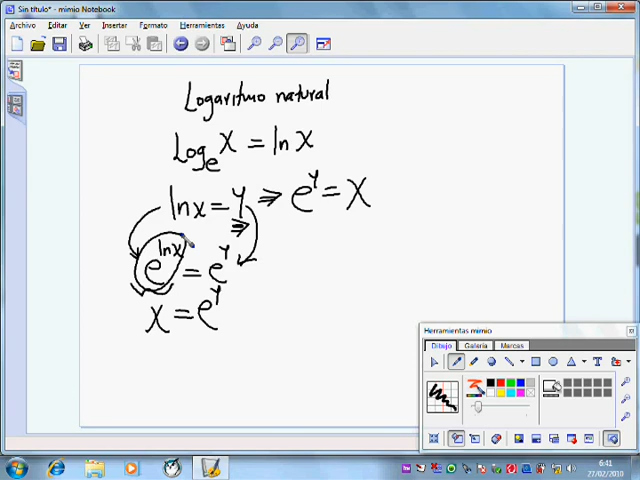 Sin título* - mimio Notebook
Archivo Editar Ver Insertar Formato Herramientas Ayuda
Logaritmo natural
Log_e x = ln x
ln x = y ⇒ e^y = x
⇒
e^{ln x} = e^y
x = e^y
Herramientas mimio
Dibujo Galería Marcas
6:41
27/02/2010